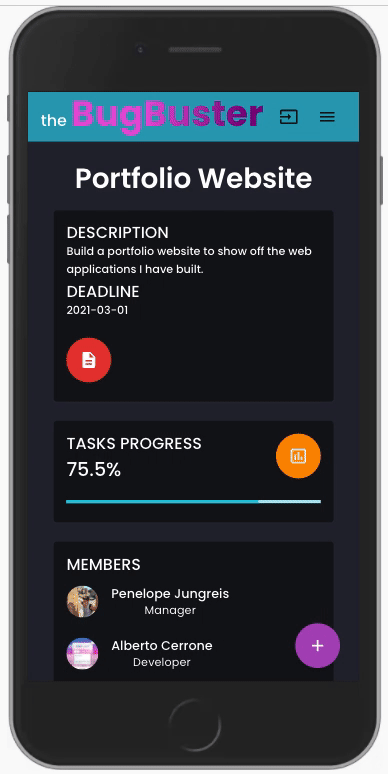 the BugBuster
Portfolio Website
DESCRIPTION
Build a portfolio website to show off the web
applications I have built.
DEADLINE
2021-03-01
TASKS PROGRESS
75.5%
MEMBERS
Penelope Jungreis
Manager
Alberto Cerrone
Developer